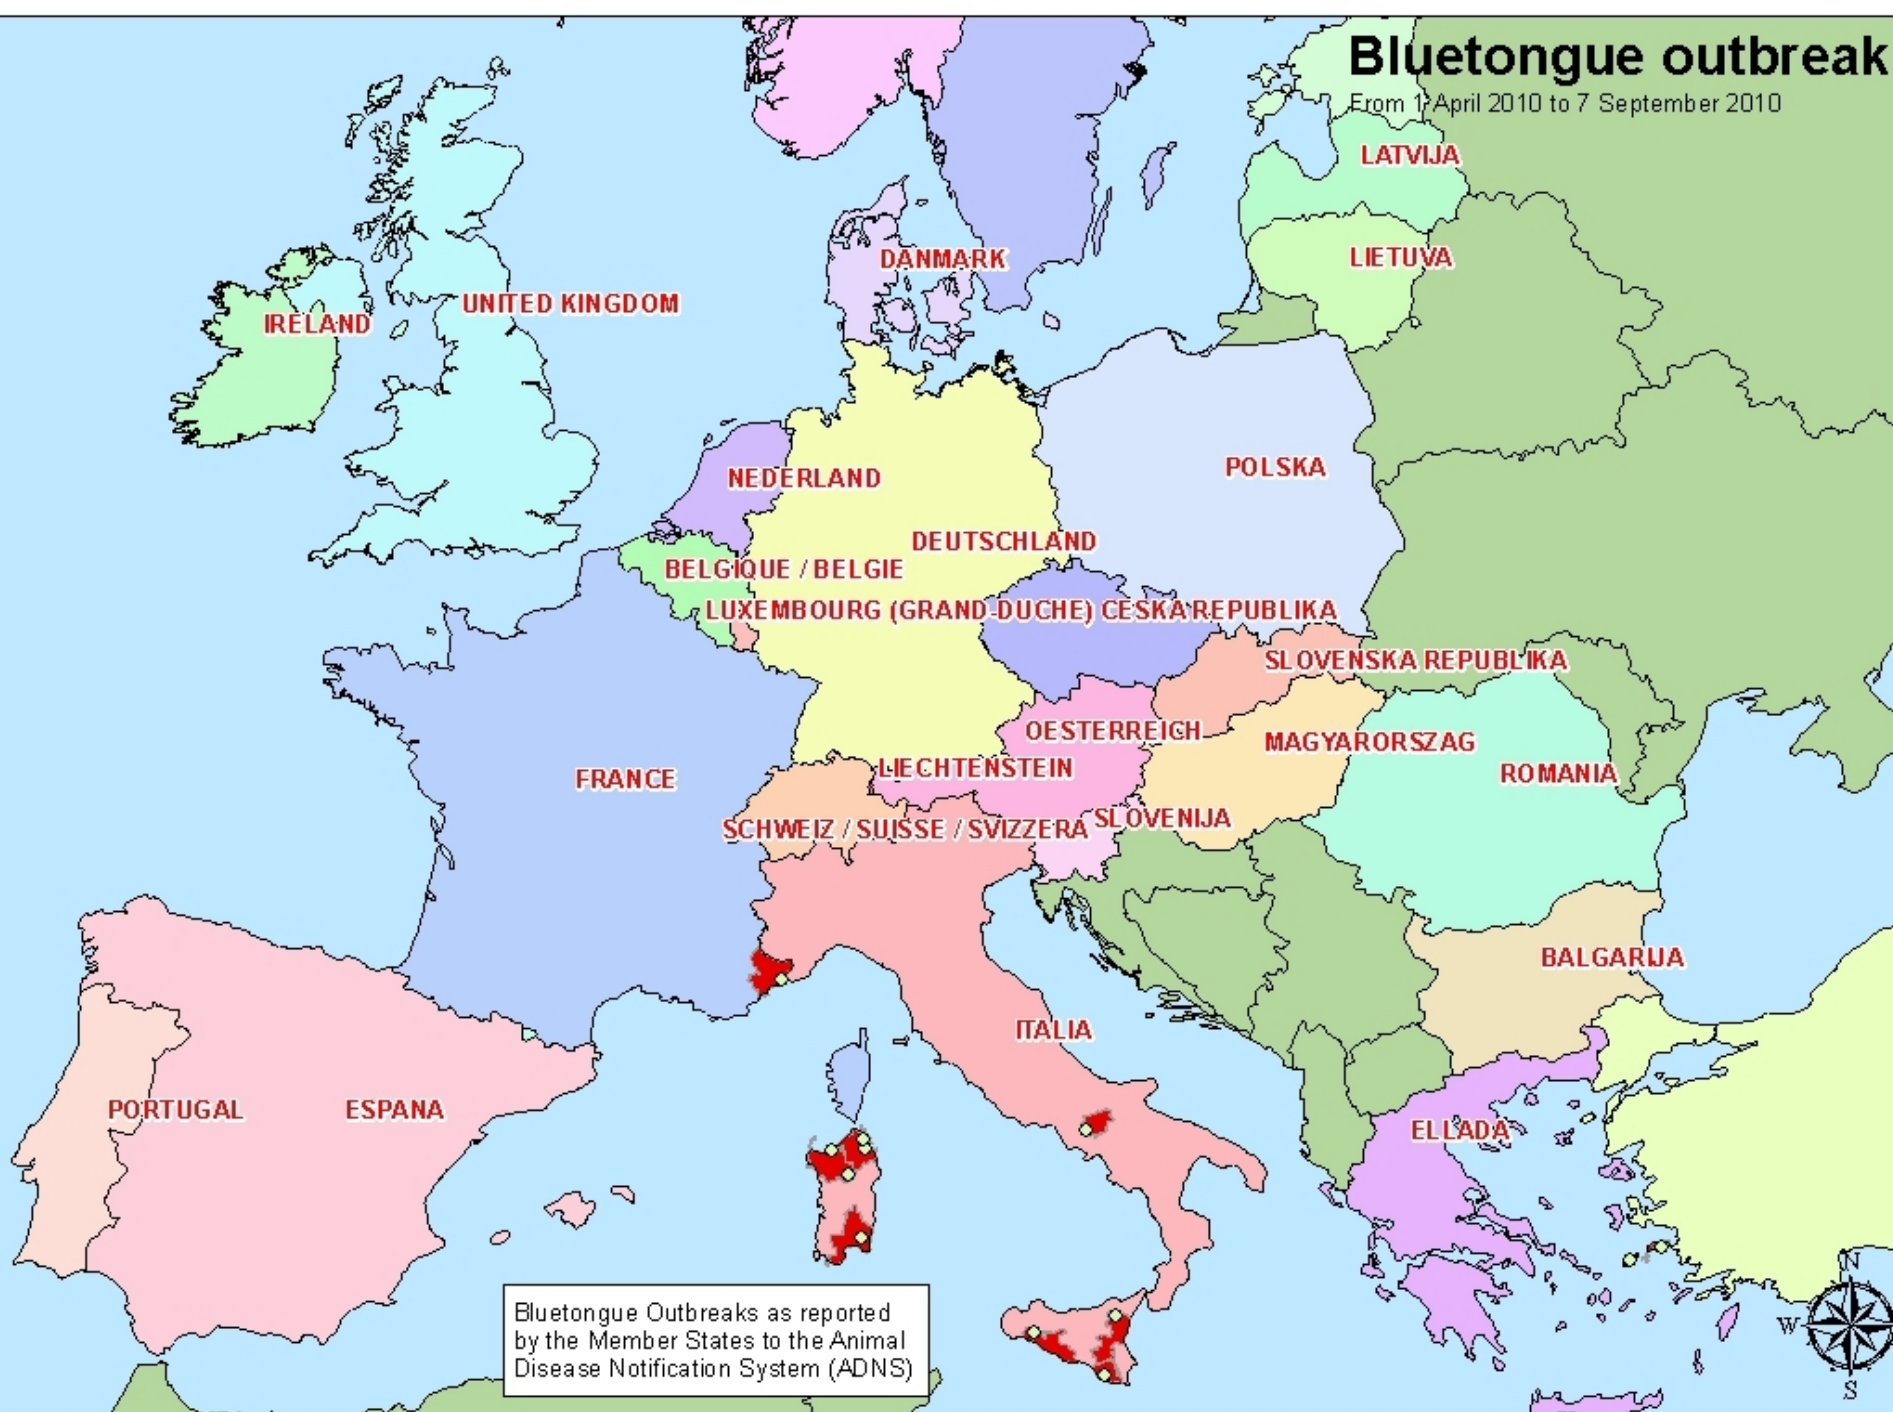 Bluetongue outbreak
From 1 April 2010 to 7 September 2010
LATVIJA
LIETUVA
DANMARK
UNITED KINGDOM
IRELAND
POLSKA
NEDERLAND
DEUTSCHLAND
BELGIQUE / BELGIE
LUXEMBOURG (GRAND-DUCHE)
CESKA REPUBLIKA
SLOVENSKA REPUBLIKA
OESTERREICH
MAGYARORSZAG
LIECHTENSTEIN
ROMANIA
FRANCE
SLOVENIJA
SCHWEIZ / SUISSE / SVIZZERA
BALGARIJA
ITALIA
PORTUGAL
ESPANA
ELLADA
N
W
S
Bluetongue Outbreaks as reported
by the Member States to the Animal
Disease Notification System (ADNS)